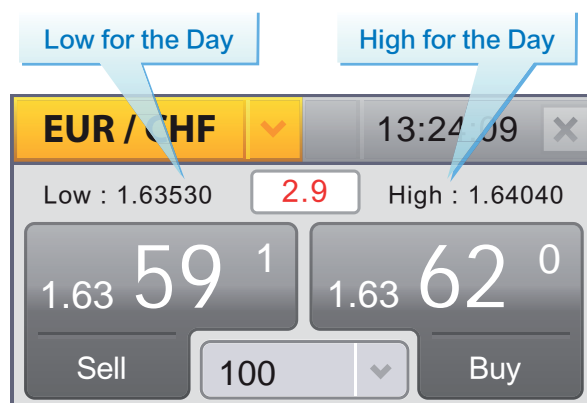 Low for the Day High for the Day
EUR / CHF 13:24:09
Low : 1.63530 2.9 High : 1.64040
1.63 59 1 1.63 62 0
Sell 100 Buy